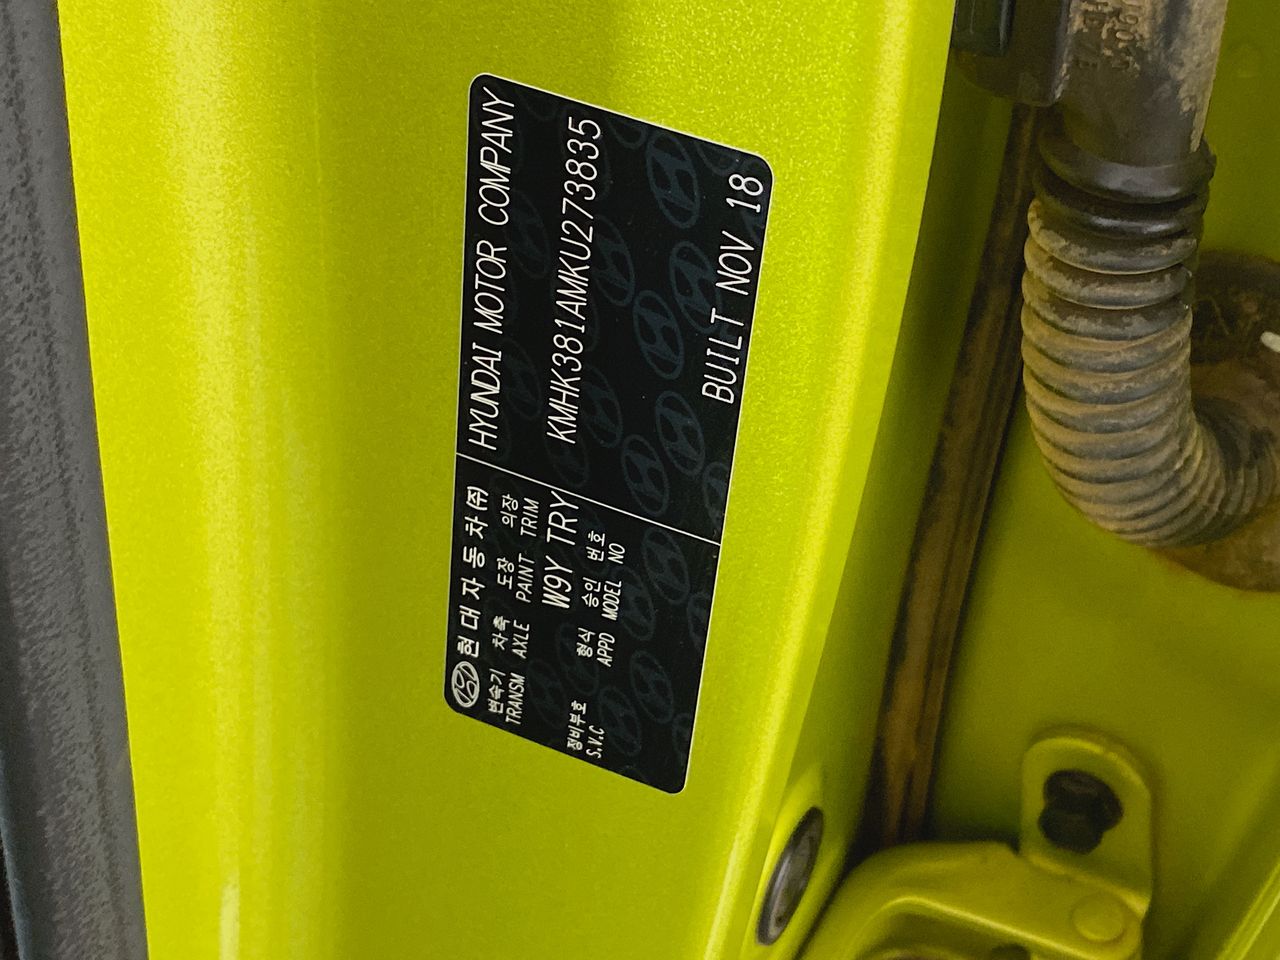 현대자동차(주) HYUNDAI MOTOR COMPANY
변속기 차축 도장 의장
TRANSM AXLE PAINT TRIM
W9Y TRY KMHK381AMKU273835
정비부호 형식 승인 번호
S.V.C APPD MODEL NO
BUILT NOV 18